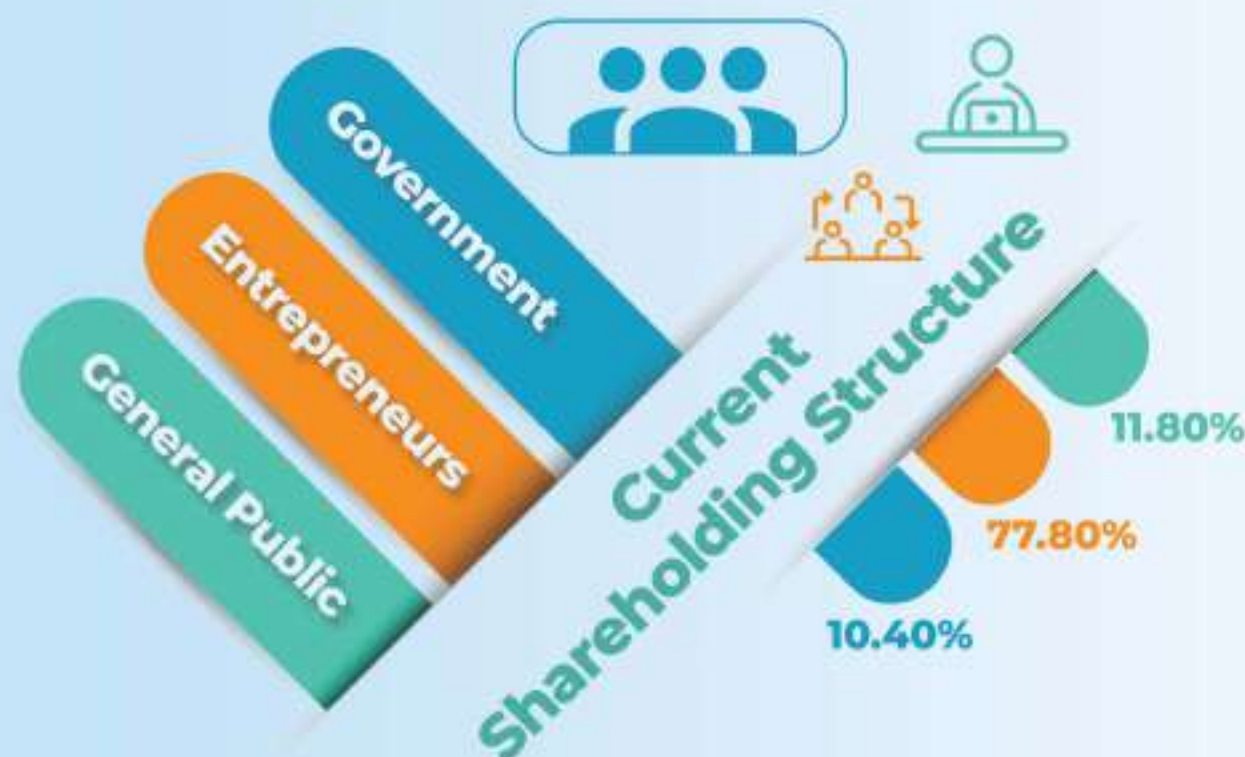 Government
Entrepreneurs
General Public
Current
Shareholding Structure
11.80%
77.80%
10.40%